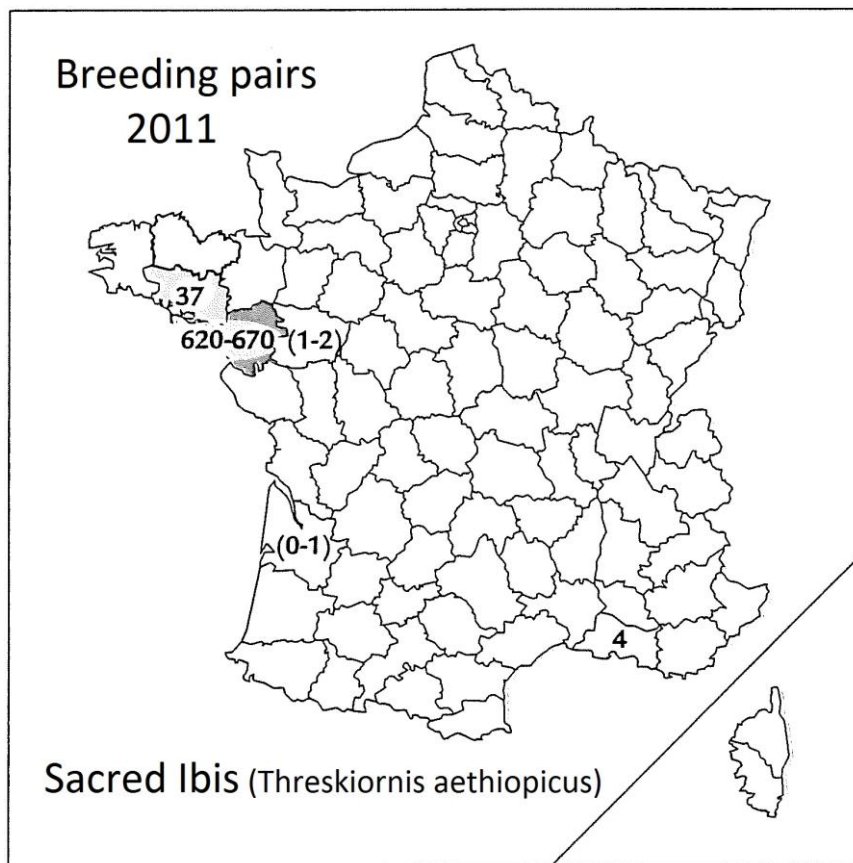 Breeding pairs
2011
37
620-670 (1-2)
(0-1)
4
Sacred Ibis (Threskiornis aethiopicus)